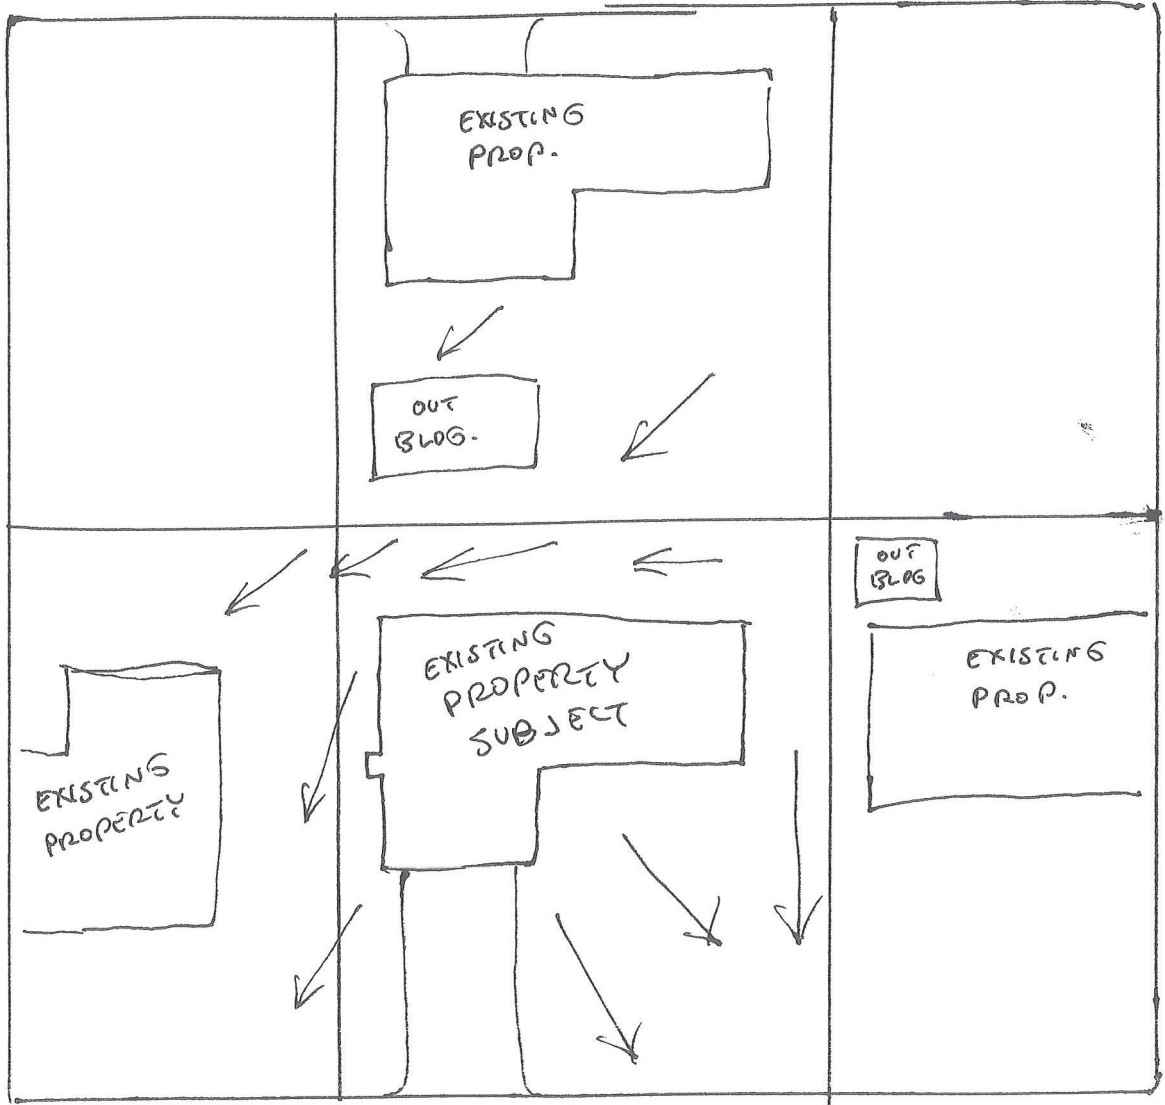 EXISTING
PROP.
OUT
BLDG.
OUT
BLDG
EXISTING
PROPERTY
SUBJECT
EXISTING
PROP.
EXISTING
PROPERTY